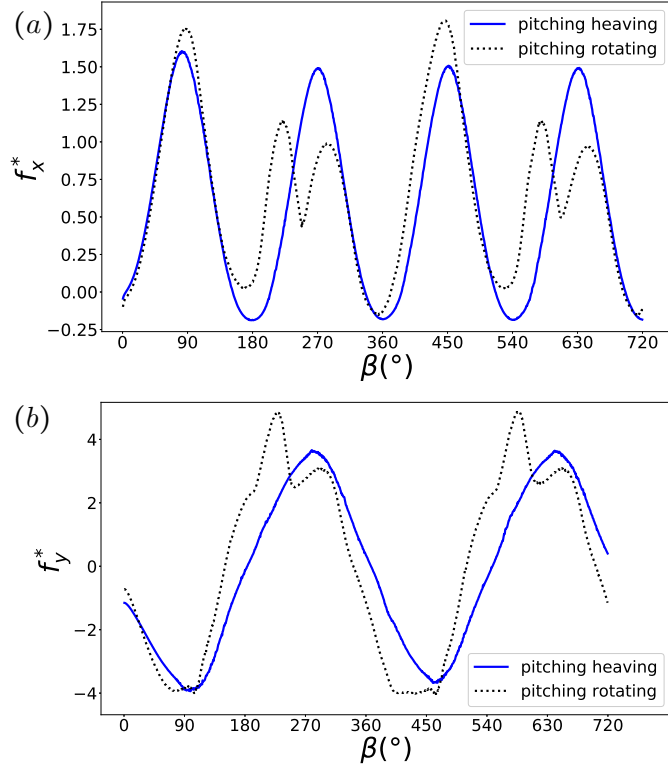 (a)
pitching heaving
pitching rotating
1.75
1.50
1.25
1.00
0.75
0.50
0.25
0.00
−0.25
f*x
0 90 180 270 360 450 540 630 720
β(°)
(b)
4
2
0
−2
−4
f*y
pitching heaving
pitching rotating
0 90 180 270 360 450 540 630 720
β(°)